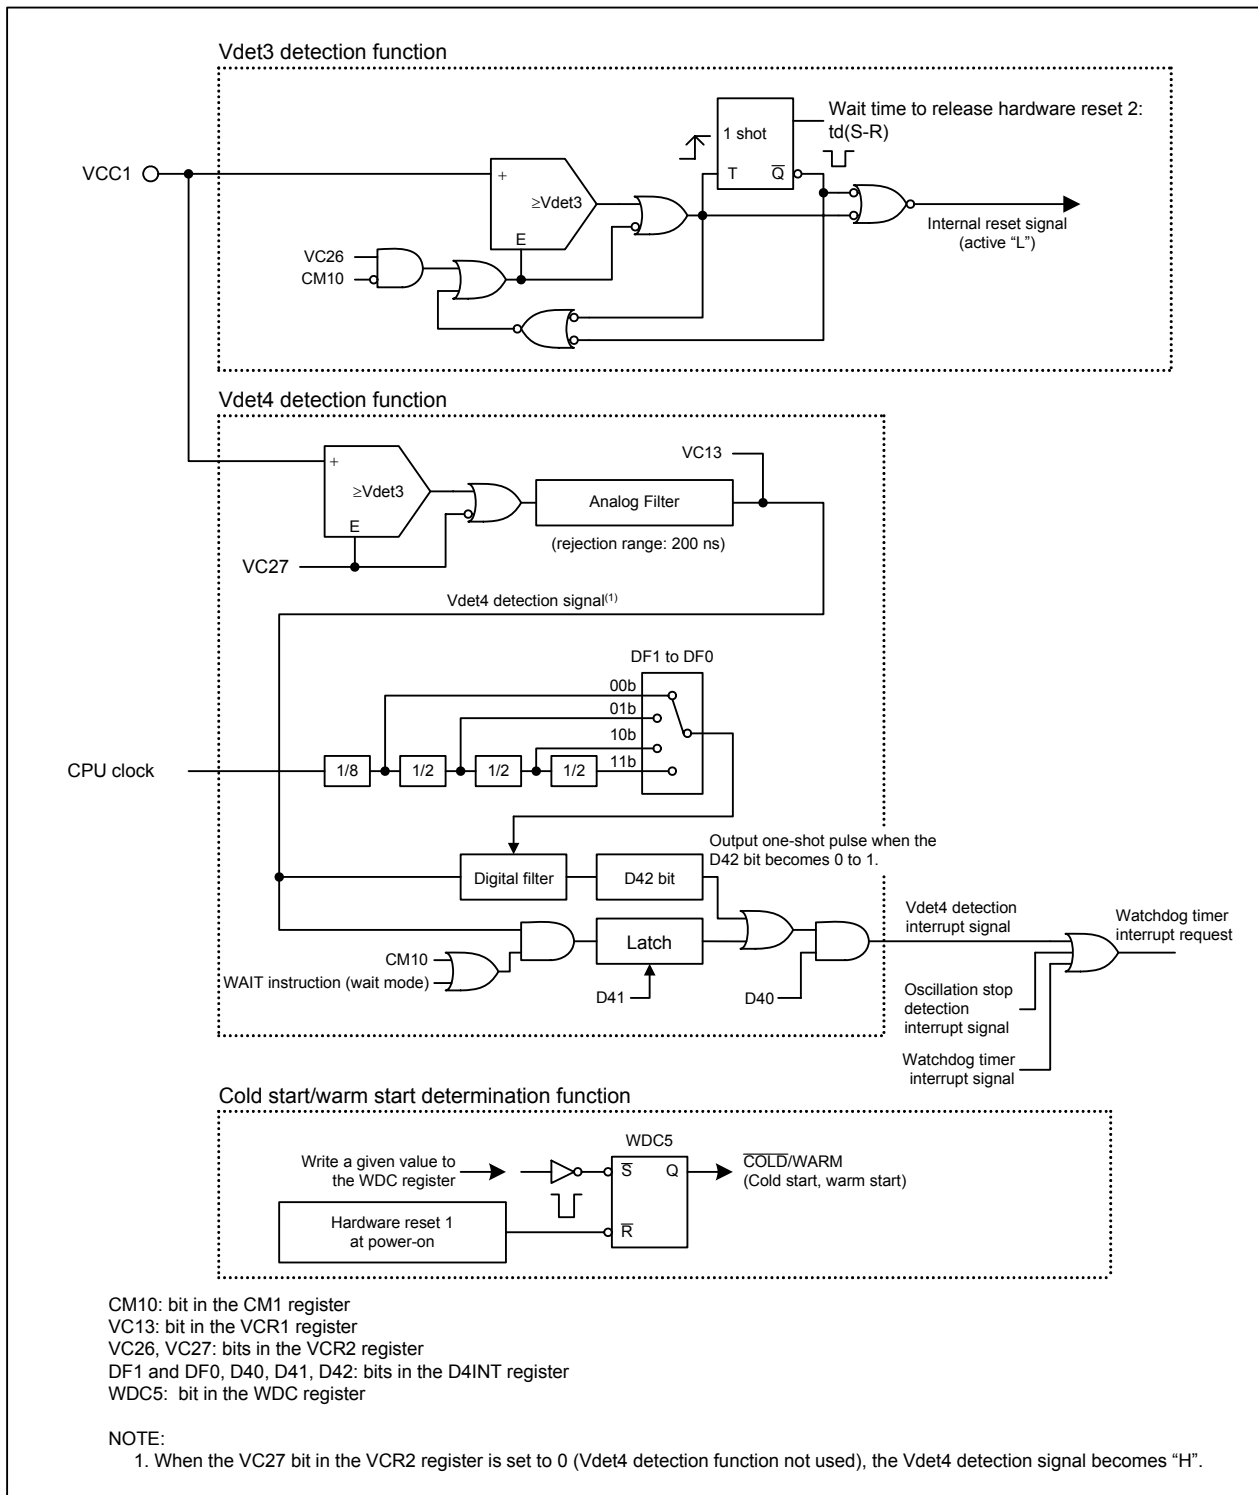 Vdet3 detection function
Wait time to release hardware reset 2:
td(S-R)
1 shot
T
Q
VCC1
+
≥Vdet3
E
VC26
CM10
Internal reset signal
(active “L”)
Vdet4 detection function
VC13
+
≥Vdet3
E
Analog Filter
(rejection range: 200 ns)
VC27
Vdet4 detection signal(1)
DF1 to DF0
00b
01b
10b
11b
CPU clock
1/8
1/2
1/2
1/2
Output one-shot pulse when the
D42 bit becomes 0 to 1.
Digital filter
D42 bit
Vdet4 detection
interrupt signal
Watchdog timer
interrupt request
Latch
CM10
WAIT instruction (wait mode)
D41
D40
Oscillation stop
detection
interrupt signal
Watchdog timer
interrupt signal
Cold start/warm start determination function
WDC5
Write a given value to
the WDC register
S
Q
COLD/WARM
(Cold start, warm start)
Hardware reset 1
at power-on
R
CM10: bit in the CM1 register
VC13: bit in the VCR1 register
VC26, VC27: bits in the VCR2 register
DF1 and DF0, D40, D41, D42: bits in the D4INT register
WDC5: bit in the WDC register
NOTE:
1. When the VC27 bit in the VCR2 register is set to 0 (Vdet4 detection function not used), the Vdet4 detection signal becomes “H”.